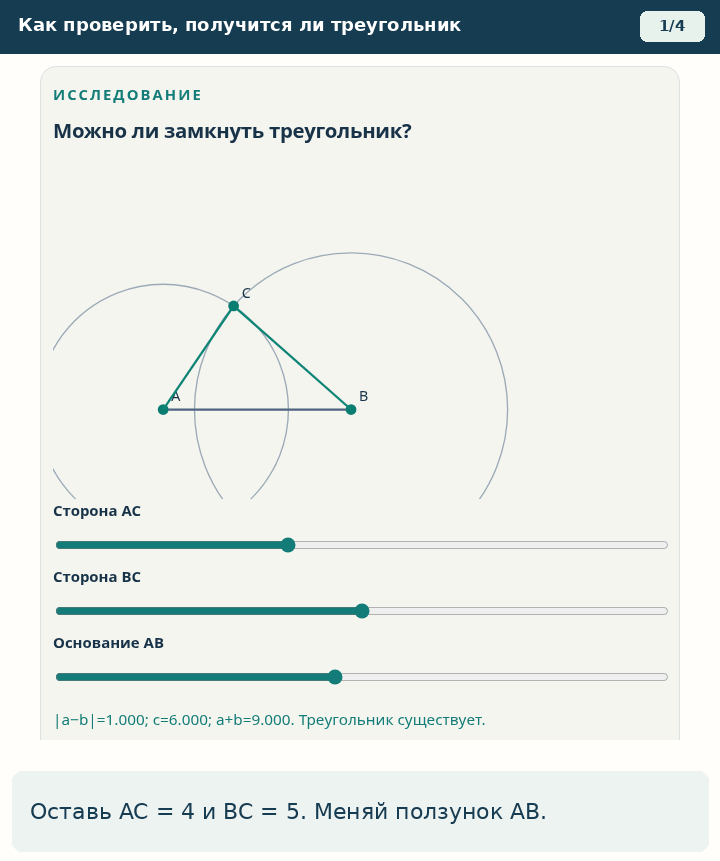 Как проверить, получится ли треугольник
1/4
ИССЛЕДОВАНИЕ
Можно ли замкнуть треугольник?
C
A
B
Сторона AC
Сторона BC
Основание AB
|a−b|=1.000; c=6.000; a+b=9.000. Треугольник существует.
Оставь AC = 4 и BC = 5. Меняй ползунок AB.